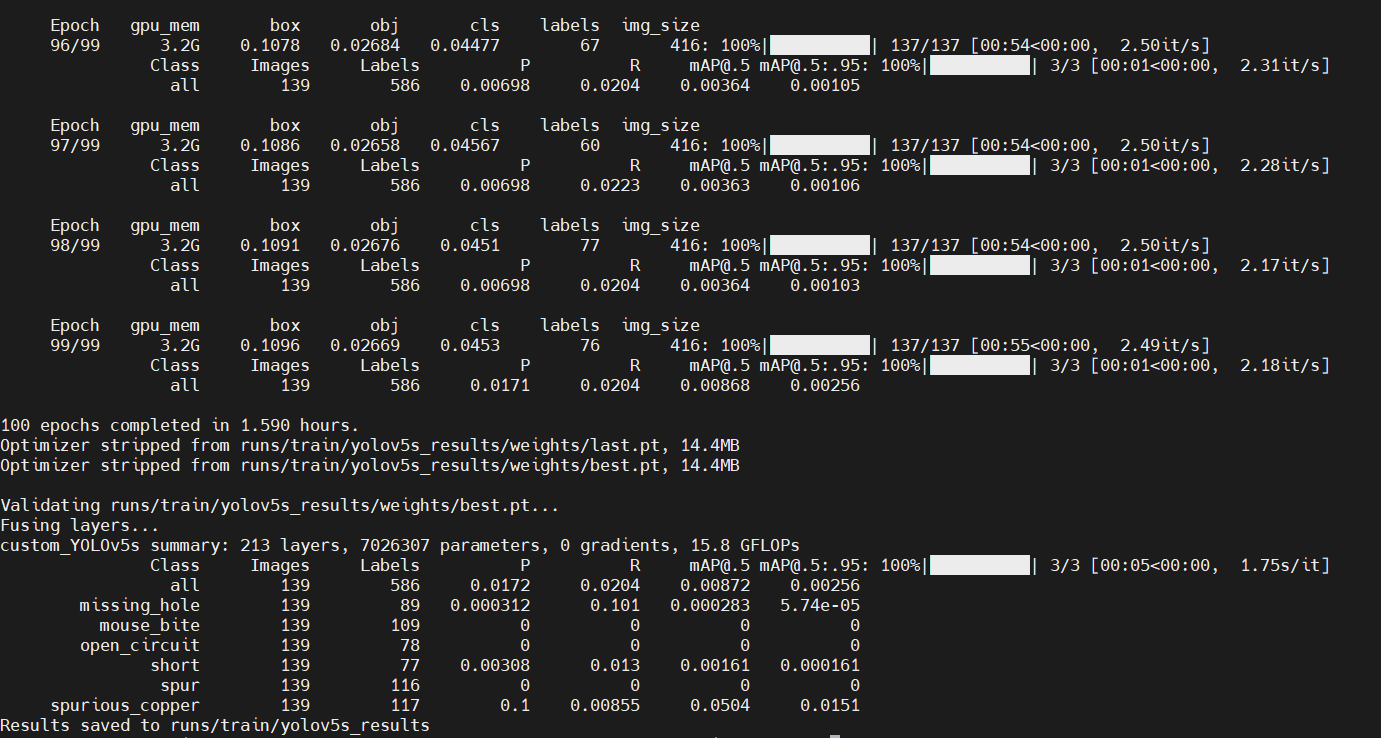 Epoch gpu_mem box obj cls labels img_size
96/99 3.2G 0.1078 0.02684 0.04477 67 416: 100%|██████████| 137/137 [00:54<00:00, 2.50it/s]
Class Images Labels P R mAP@.5 mAP@.5:.95: 100%|██████████| 3/3 [00:01<00:00, 2.31it/s]
all 139 586 0.00698 0.0204 0.00364 0.00105
Epoch gpu_mem box obj cls labels img_size
97/99 3.2G 0.1086 0.02658 0.04567 60 416: 100%|██████████| 137/137 [00:54<00:00, 2.50it/s]
Class Images Labels P R mAP@.5 mAP@.5:.95: 100%|██████████| 3/3 [00:01<00:00, 2.28it/s]
all 139 586 0.00698 0.0223 0.00363 0.00106
Epoch gpu_mem box obj cls labels img_size
98/99 3.2G 0.1091 0.02676 0.0451 77 416: 100%|██████████| 137/137 [00:54<00:00, 2.50it/s]
Class Images Labels P R mAP@.5 mAP@.5:.95: 100%|██████████| 3/3 [00:01<00:00, 2.17it/s]
all 139 586 0.00698 0.0204 0.00364 0.00103
Epoch gpu_mem box obj cls labels img_size
99/99 3.2G 0.1096 0.02669 0.0453 76 416: 100%|██████████| 137/137 [00:55<00:00, 2.49it/s]
Class Images Labels P R mAP@.5 mAP@.5:.95: 100%|██████████| 3/3 [00:01<00:00, 2.18it/s]
all 139 586 0.0171 0.0204 0.00868 0.00256
100 epochs completed in 1.590 hours.
Optimizer stripped from runs/train/yolov5s_results/weights/last.pt, 14.4MB
Optimizer stripped from runs/train/yolov5s_results/weights/best.pt, 14.4MB
Validating runs/train/yolov5s_results/weights/best.pt...
Fusing layers...
custom_YOLOv5s summary: 213 layers, 7026307 parameters, 0 gradients, 15.8 GFLOPs
Class Images Labels P R mAP@.5 mAP@.5:.95: 100%|██████████| 3/3 [00:05<00:00, 1.75s/it]
all 139 586 0.0172 0.0204 0.00872 0.00256
missing_hole 139 89 0.000312 0.101 0.000283 5.74e-05
mouse_bite 139 109 0 0 0 0
open_circuit 139 78 0 0 0 0
short 139 77 0.00308 0.013 0.00161 0.000161
spur 139 116 0 0 0 0
spurious_copper 139 117 0.1 0.00855 0.0504 0.0151
Results saved to runs/train/yolov5s_results